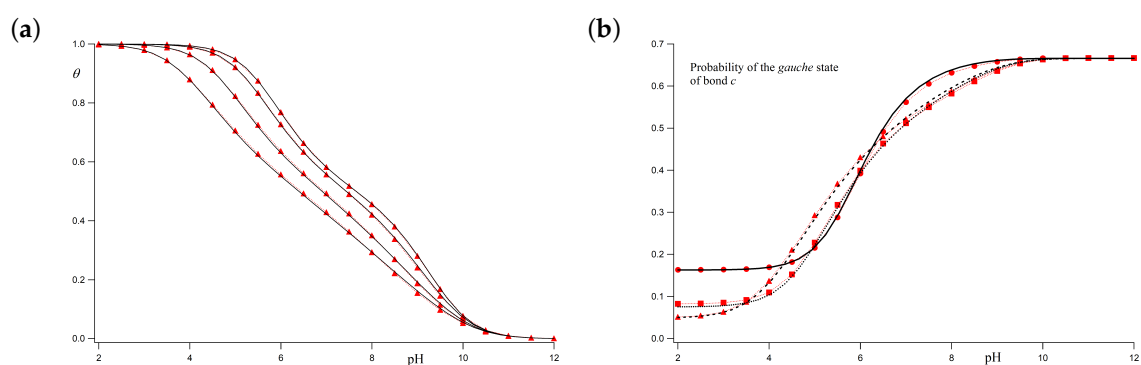 (a)
1.0
θ
0.8
0.6
0.4
0.2
0.0
2 4 6 8 pH 10 12
(b)
0.7
Probability of the gauche state
of bond c
0.6
0.5
0.4
0.3
0.2
0.1
0.0
2 4 6 8 pH 10 12